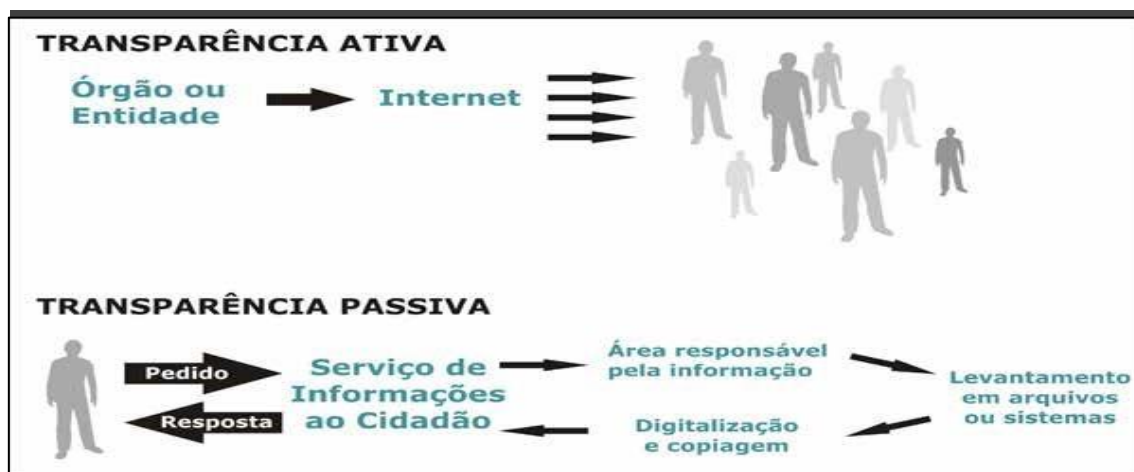 TRANSPARÊNCIA ATIVA
Órgão ou
Entidade
Internet
TRANSPARÊNCIA PASSIVA
Pedido
Resposta
Serviço de
Informações
ao Cidadão
Área responsável
pela informação
Levantamento
em arquivos
ou sistemas
Digitalização
e copiagem